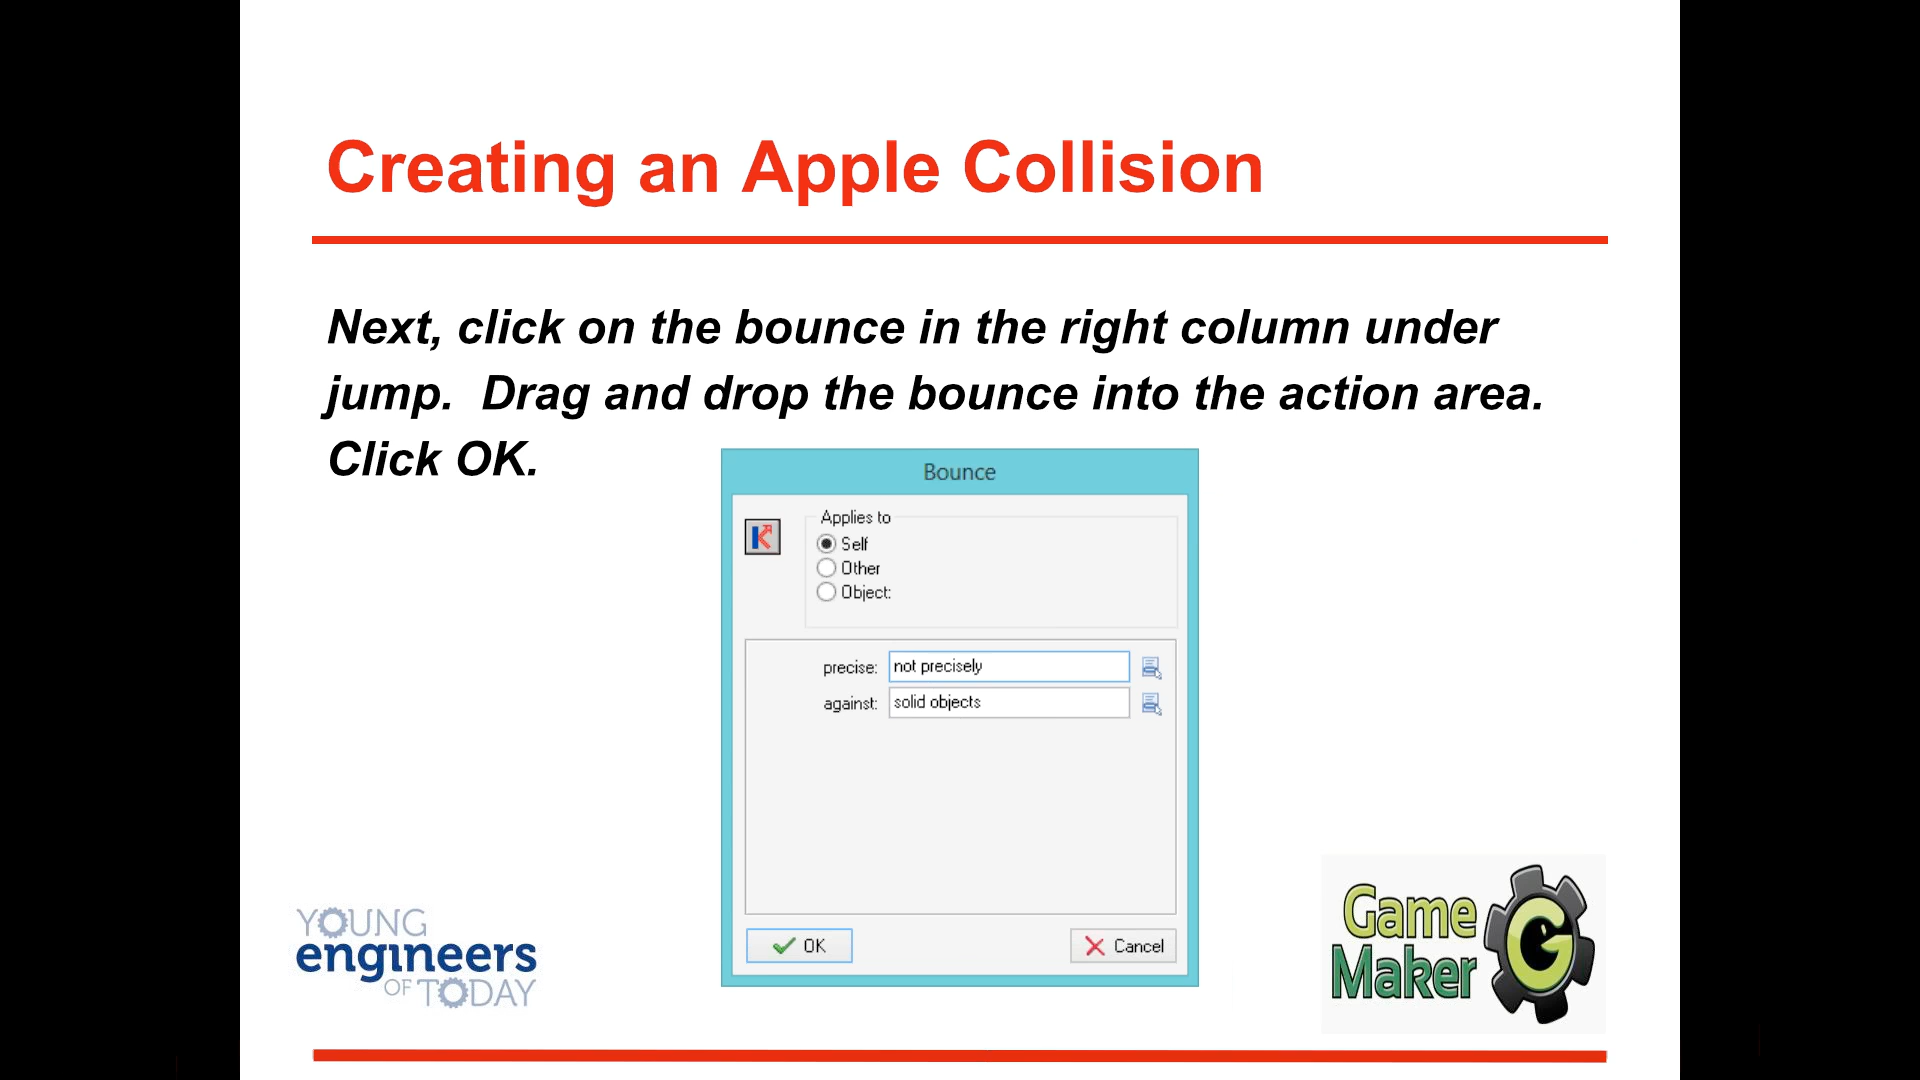 Creating an Apple Collision
Next, click on the bounce in the right column under
jump.  Drag and drop the bounce into the action area.
Click OK.
Bounce
Applies to
Self
Other
Object:
precise: not precisely
against: solid objects
OK
Cancel
YOUNG
engineers
OF TODAY
Game
Maker